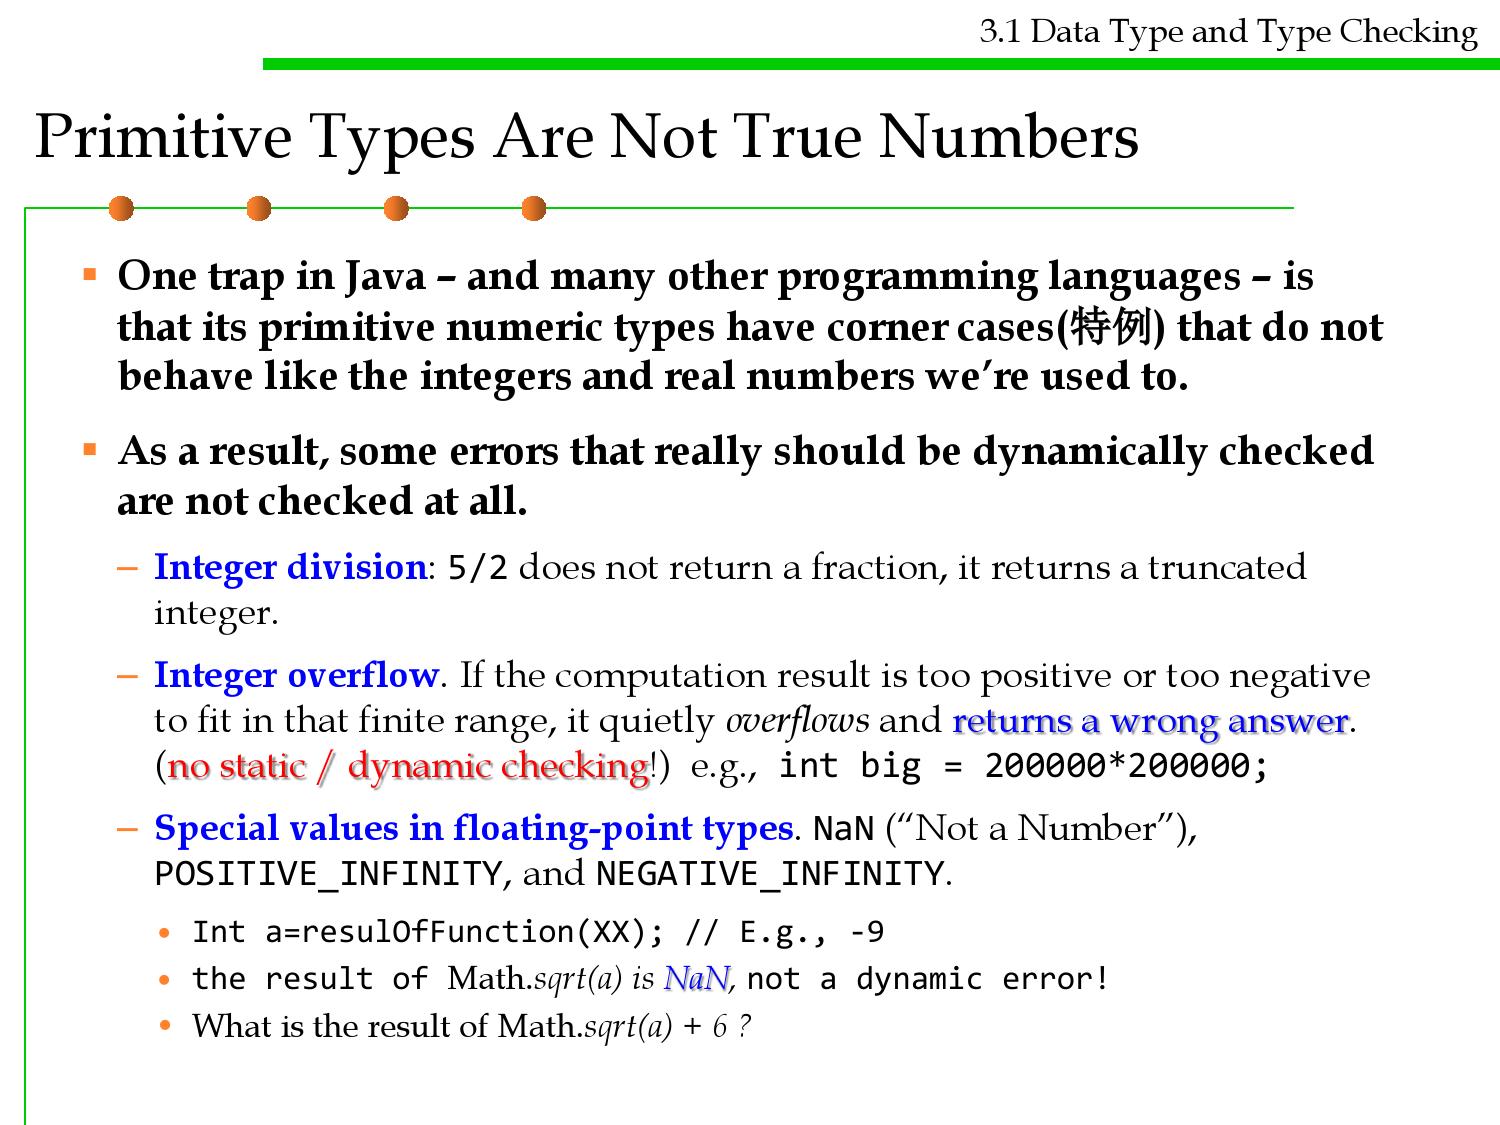 3.1 Data Type and Type Checking
Primitive Types Are Not True Numbers
▪ One trap in Java – and many other programming languages – is
that its primitive numeric types have corner cases(特例) that do not
behave like the integers and real numbers we’re used to.
▪ As a result, some errors that really should be dynamically checked
are not checked at all.
– Integer division: 5/2 does not return a fraction, it returns a truncated
integer.
– Integer overflow. If the computation result is too positive or too negative
to fit in that finite range, it quietly overflows and returns a wrong answer.
(no static / dynamic checking!) e.g., int big = 200000*200000;
– Special values in floating-point types. NaN (“Not a Number”),
POSITIVE_INFINITY, and NEGATIVE_INFINITY.
• Int a=resulOfFunction(XX); // E.g., -9
• the result of Math.sqrt(a) is NaN, not a dynamic error!
• What is the result of Math.sqrt(a) + 6 ?